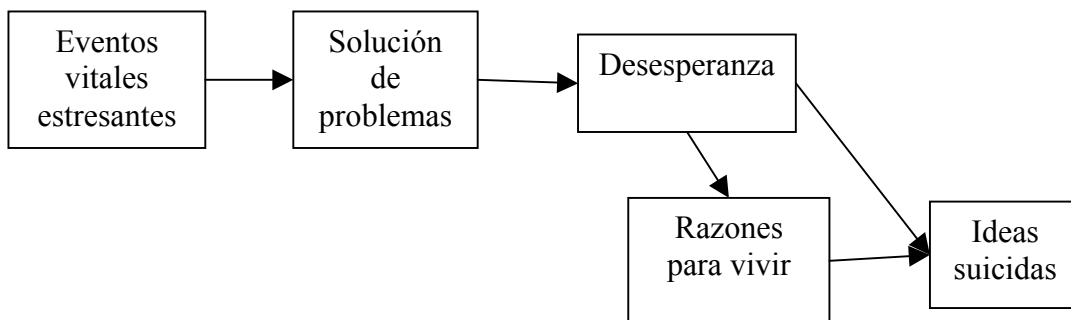 Eventos
vitales
estresantes
Solución
de
problemas
Desesperanza
Razones
para vivir
Ideas
suicidas